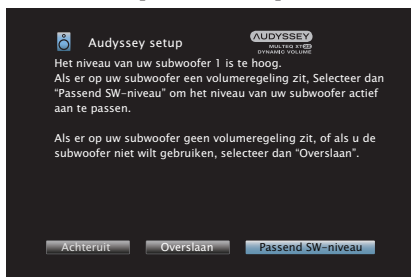 Audyssey setup
AUDYSSEY
MULTEQ XT32
DYNAMIC VOLUME
Het niveau van uw subwoofer 1 is te hoog.
Als er op uw subwoofer een volumeregeling zit, Selecteer dan
“Passend SW-niveau” om het niveau van uw subwoofer actief
aan te passen.
Als er op uw subwoofer geen volumeregeling zit, of als u de
subwoofer niet wilt gebruiken, selecteer dan “Overslaan”.
Achteruit Overslaan Passend SW-niveau